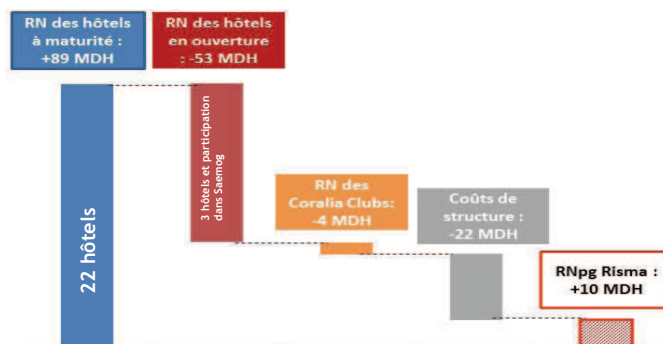 RN des hôtels
à maturité :
+89 MDH
RN des hôtels
en ouverture
: -53 MDH
22 hôtels
3 hôtels et participation
dans Saemog
RN des
Coralia Clubs:
-4 MDH
Coûts de
structure :
-22 MDH
RNpg Risma :
+10 MDH